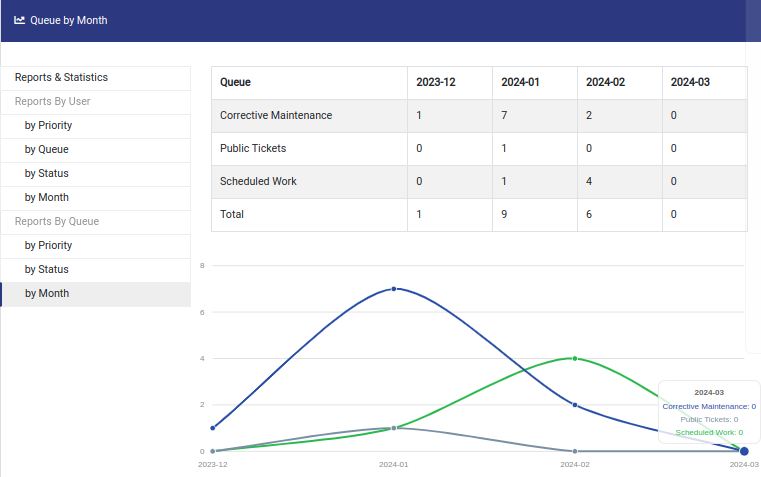 Queue by Month
Reports & Statistics
Reports By User
by Priority
by Queue
by Status
by Month
Reports By Queue
by Priority
by Status
by Month
Queue 2023-12 2024-01 2024-02 2024-03
Corrective Maintenance 1 7 2 0
Public Tickets 0 1 0 0
Scheduled Work 0 1 4 0
Total 1 9 6 0
8
6
4
2
0
2023-12 2024-01 2024-02 2024-03
2024-03
Corrective Maintenance: 0
Public Tickets: 0
Scheduled Work: 0